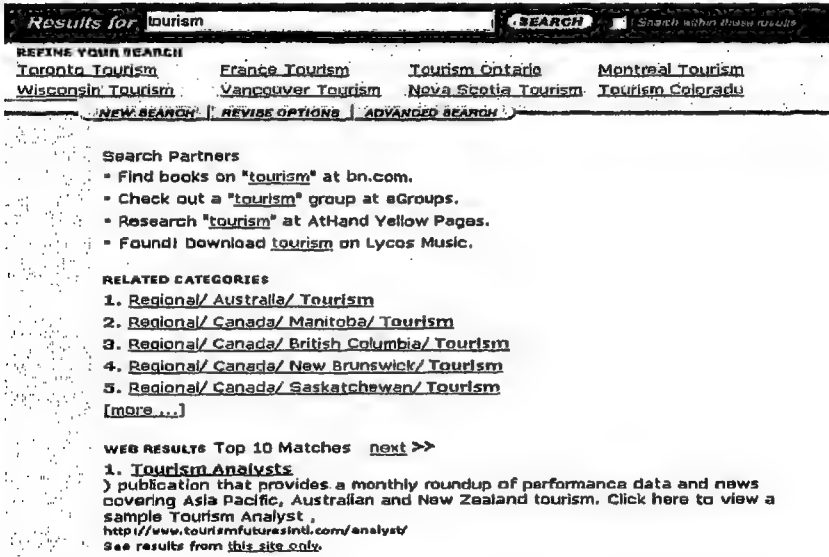 Results for tourism SEARCH Search within these results
REFINE YOUR SEARCH
Toronto Tourism France Tourism Tourism Ontario Montreal Tourism
Wisconsin Tourism Vancouver Tourism Nova Scotia Tourism Tourism Colorado
NEW SEARCH | REVISE OPTIONS | ADVANCED SEARCH
Search Partners
- Find books on "tourism" at bn.com.
- Check out a "tourism" group at eGroups.
- Research "tourism" at AtHand Yellow Pages.
- Found! Download tourism on Lycos Music.
RELATED CATEGORIES
1. Regional/ Australia/ Tourism
2. Regional/ Canada/ Manitoba/ Tourism
3. Regional/ Canada/ British Columbia/ Tourism
4. Regional/ Canada/ New Brunswick/ Tourism
5. Regional/ Canada/ Saskatchewan/ Tourism
[more ...]
WEB RESULTS Top 10 Matches next >>
1. Tourism Analysts
) publication that provides a monthly roundup of performance data and news
covering Asia Pacific, Australian and New Zealand tourism. Click here to view a
sample Tourism Analyst ,
http://www.tourismfuturesintl.com/analyst/
See results from this site only.